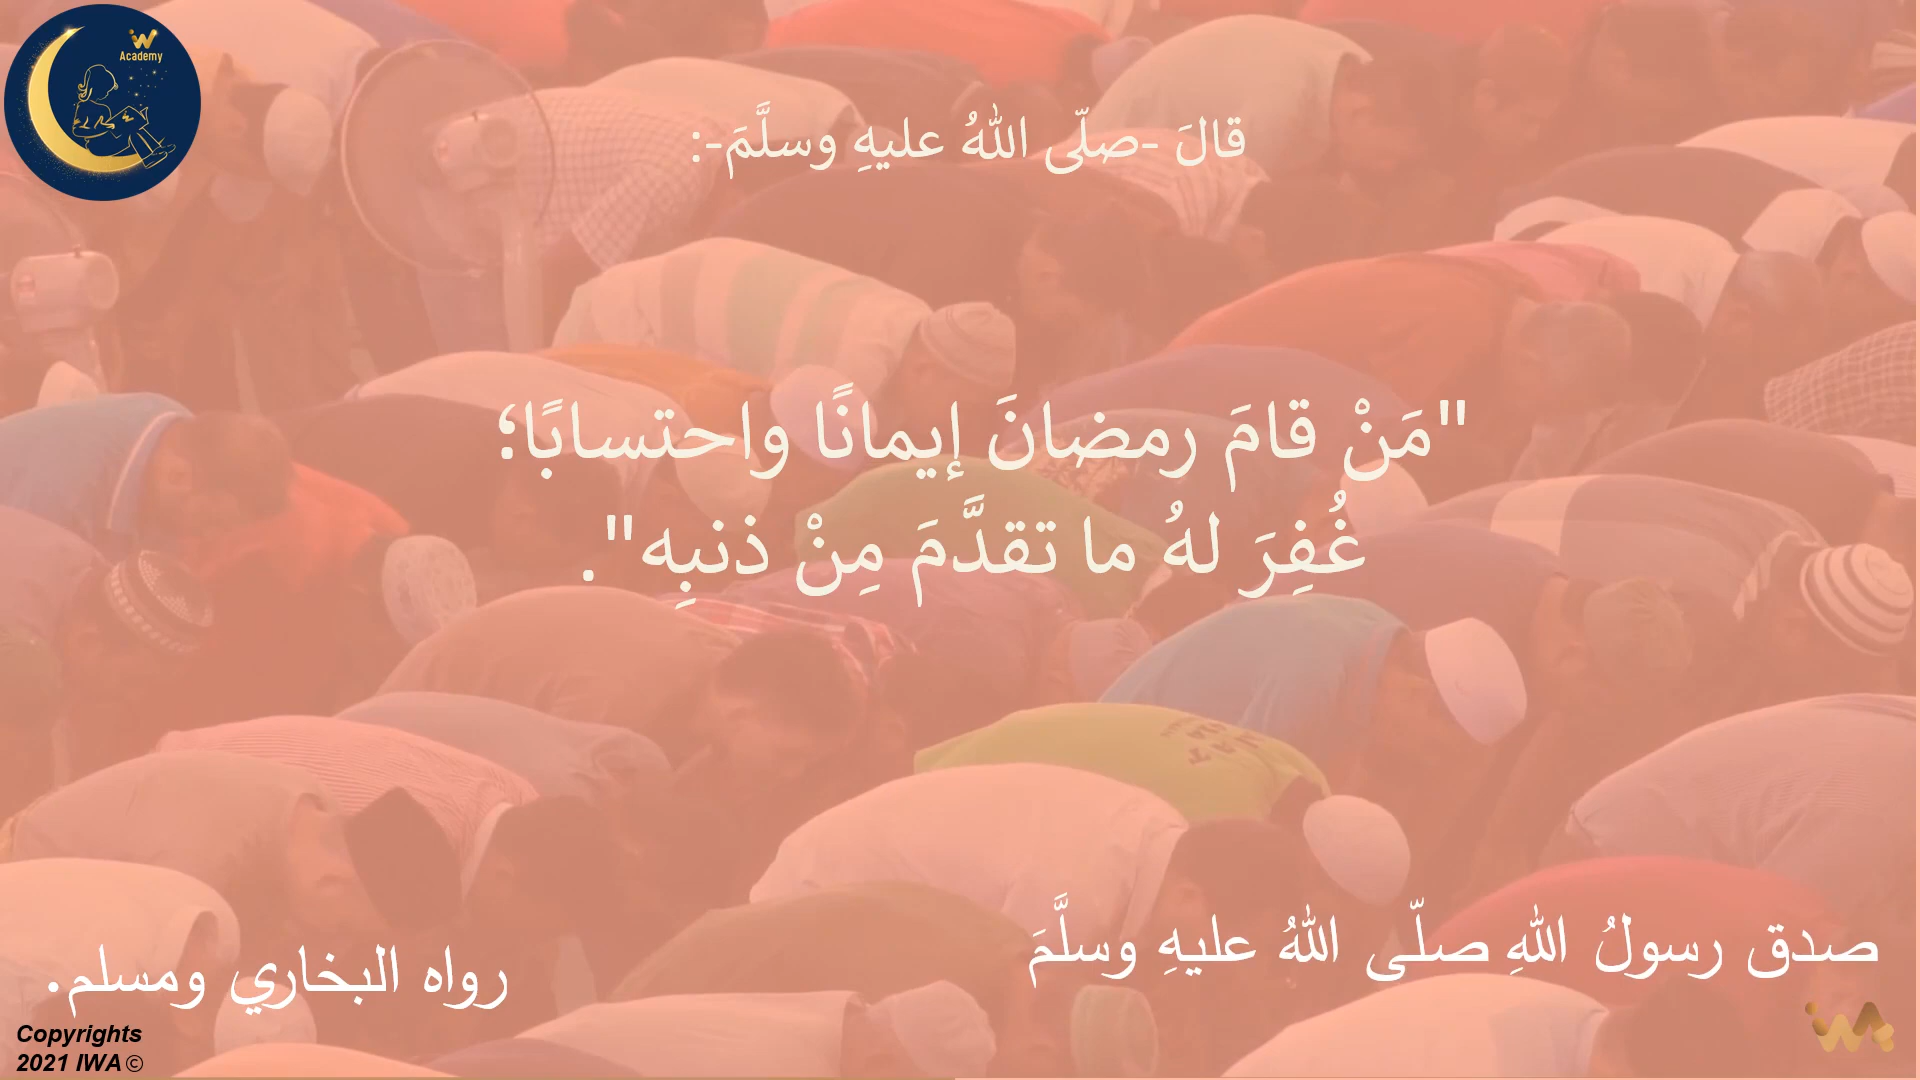 iw
Academy
قالَ -صلّى اللهُ عليهِ وسلَّمَ-:
"مَنْ قامَ رمضانَ إيمانًا واحتسابًا؛
غُفِرَ لهُ ما تقدَّمَ مِنْ ذنبِه".
صدق رسولُ اللهِ صلّى اللهُ عليهِ وسلَّمَ
رواه البخاري ومسلم.
Copyrights
2021 IWA©